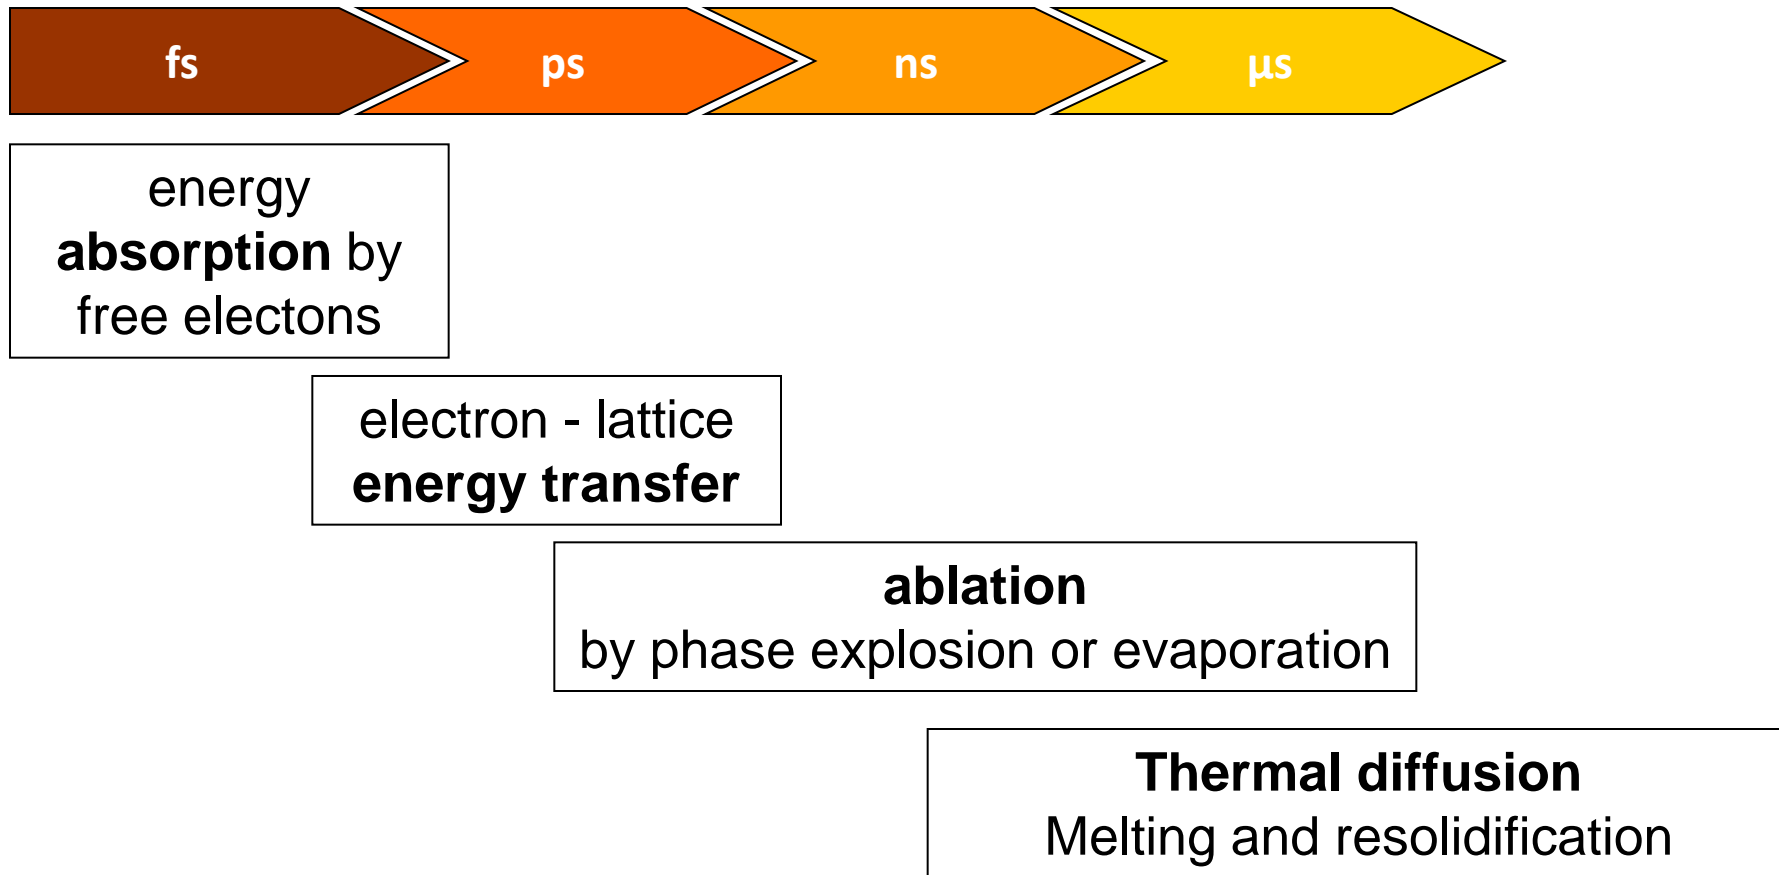 fs
ps
ns
µs
energy
absorption by
free electons
electron - lattice
energy transfer
ablation
by phase explosion or evaporation
Thermal diffusion
Melting and resolidification